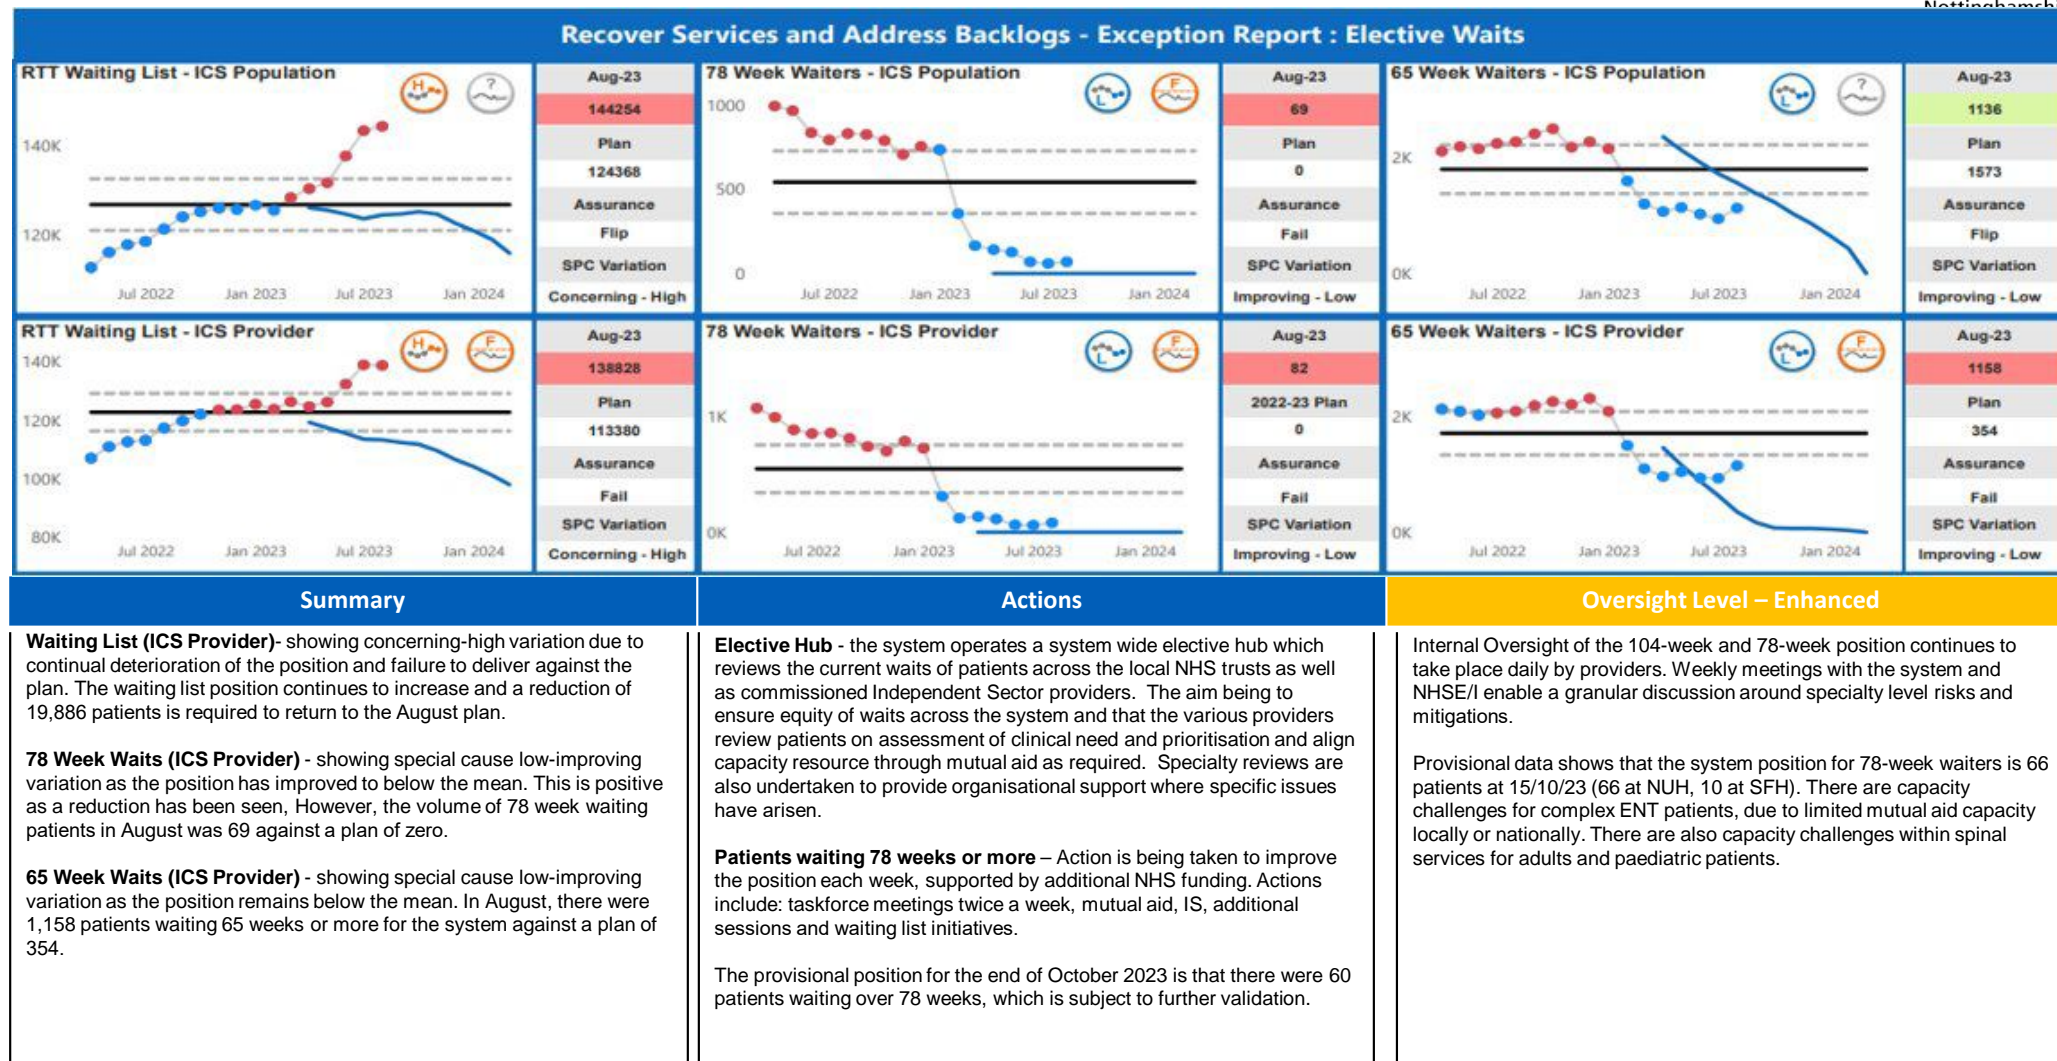 Nottinghamshi
Recover Services and Address Backlogs - Exception Report : Elective Waits
RTT Waiting List - ICS Population
H
?
140K
120K
Jul 2022 Jan 2023 Jul 2023 Jan 2024
Aug-23
144254
Plan
124368
Assurance
Flip
SPC Variation
Concerning - High
78 Week Waiters - ICS Population
L
F
1000
500
0
Jul 2022 Jan 2023 Jul 2023 Jan 2024
Aug-23
69
Plan
0
Assurance
Fail
SPC Variation
Improving - Low
65 Week Waiters - ICS Population
L
?
2K
0K
Jul 2022 Jan 2023 Jul 2023 Jan 2024
Aug-23
1136
Plan
1573
Assurance
Flip
SPC Variation
Improving - Low
RTT Waiting List - ICS Provider
H
F
140K
120K
100K
80K
Jul 2022 Jan 2023 Jul 2023 Jan 2024
Aug-23
138828
Plan
113380
Assurance
Fail
SPC Variation
Concerning - High
78 Week Waiters - ICS Provider
L
F
1K
0K
Jul 2022 Jan 2023 Jul 2023 Jan 2024
Aug-23
82
2022-23 Plan
0
Assurance
Fail
SPC Variation
Improving - Low
65 Week Waiters - ICS Provider
L
F
2K
0K
Jul 2022 Jan 2023 Jul 2023 Jan 2024
Aug-23
1158
Plan
354
Assurance
Fail
SPC Variation
Improving - Low
Summary
Waiting List (ICS Provider)- showing concerning-high variation due to
continual deterioration of the position and failure to deliver against the
plan. The waiting list position continues to increase and a reduction of
19,886 patients is required to return to the August plan.
78 Week Waits (ICS Provider) - showing special cause low-improving
variation as the position has improved to below the mean. This is positive
as a reduction has been seen, However, the volume of 78 week waiting
patients in August was 69 against a plan of zero.
65 Week Waits (ICS Provider) - showing special cause low-improving
variation as the position remains below the mean. In August, there were
1,158 patients waiting 65 weeks or more for the system against a plan of
354.
Actions
Elective Hub - the system operates a system wide elective hub which
reviews the current waits of patients across the local NHS trusts as well
as commissioned Independent Sector providers. The aim being to
ensure equity of waits across the system and that the various providers
review patients on assessment of clinical need and prioritisation and align
capacity resource through mutual aid as required. Specialty reviews are
also undertaken to provide organisational support where specific issues
have arisen.
Patients waiting 78 weeks or more – Action is being taken to improve
the position each week, supported by additional NHS funding. Actions
include: taskforce meetings twice a week, mutual aid, IS, additional
sessions and waiting list initiatives.
The provisional position for the end of October 2023 is that there were 60
patients waiting over 78 weeks, which is subject to further validation.
Oversight Level – Enhanced
Internal Oversight of the 104-week and 78-week position continues to
take place daily by providers. Weekly meetings with the system and
NHSE/I enable a granular discussion around specialty level risks and
mitigations.
Provisional data shows that the system position for 78-week waiters is 66
patients at 15/10/23 (66 at NUH, 10 at SFH). There are capacity
challenges for complex ENT patients, due to limited mutual aid capacity
locally or nationally. There are also capacity challenges within spinal
services for adults and paediatric patients.